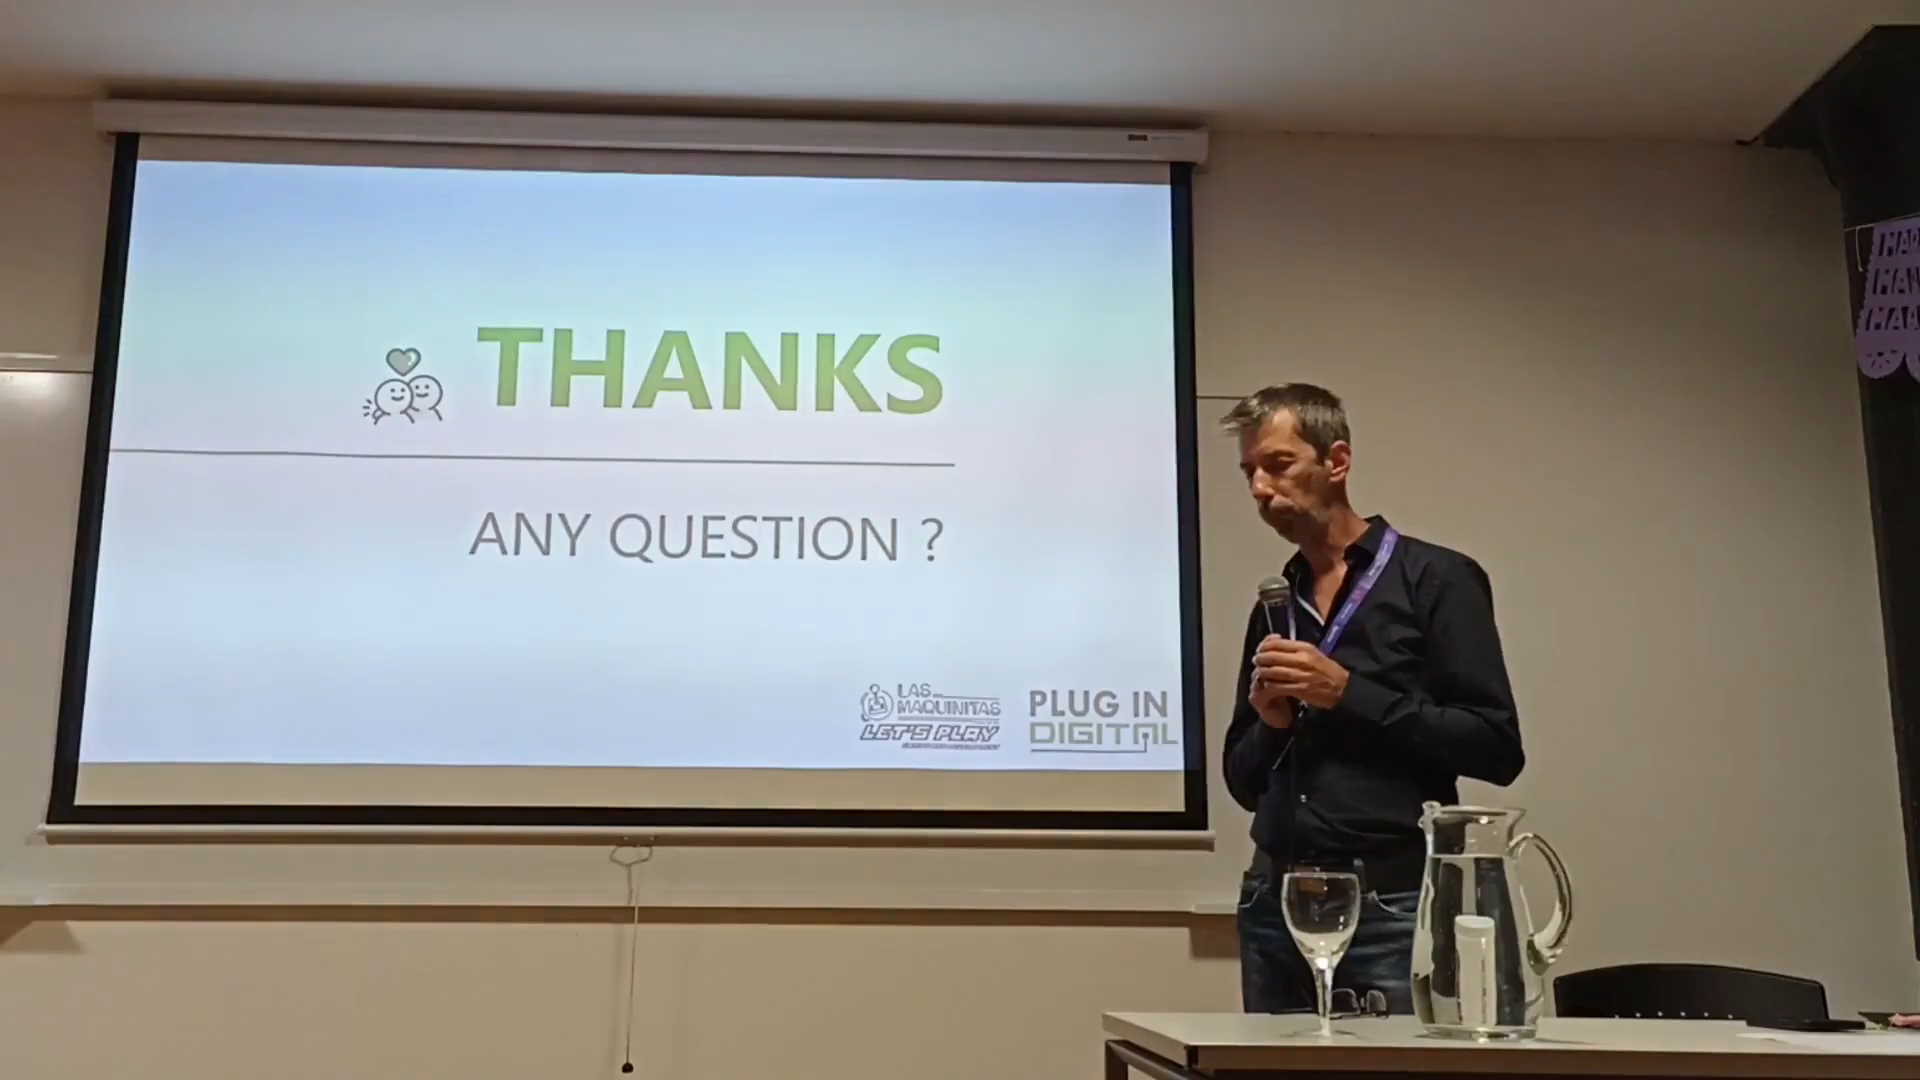 THANKS
ANY QUESTION ?
LAS
MAQUINITAS
LET'S PLAY
PLUG IN
DIGITAL